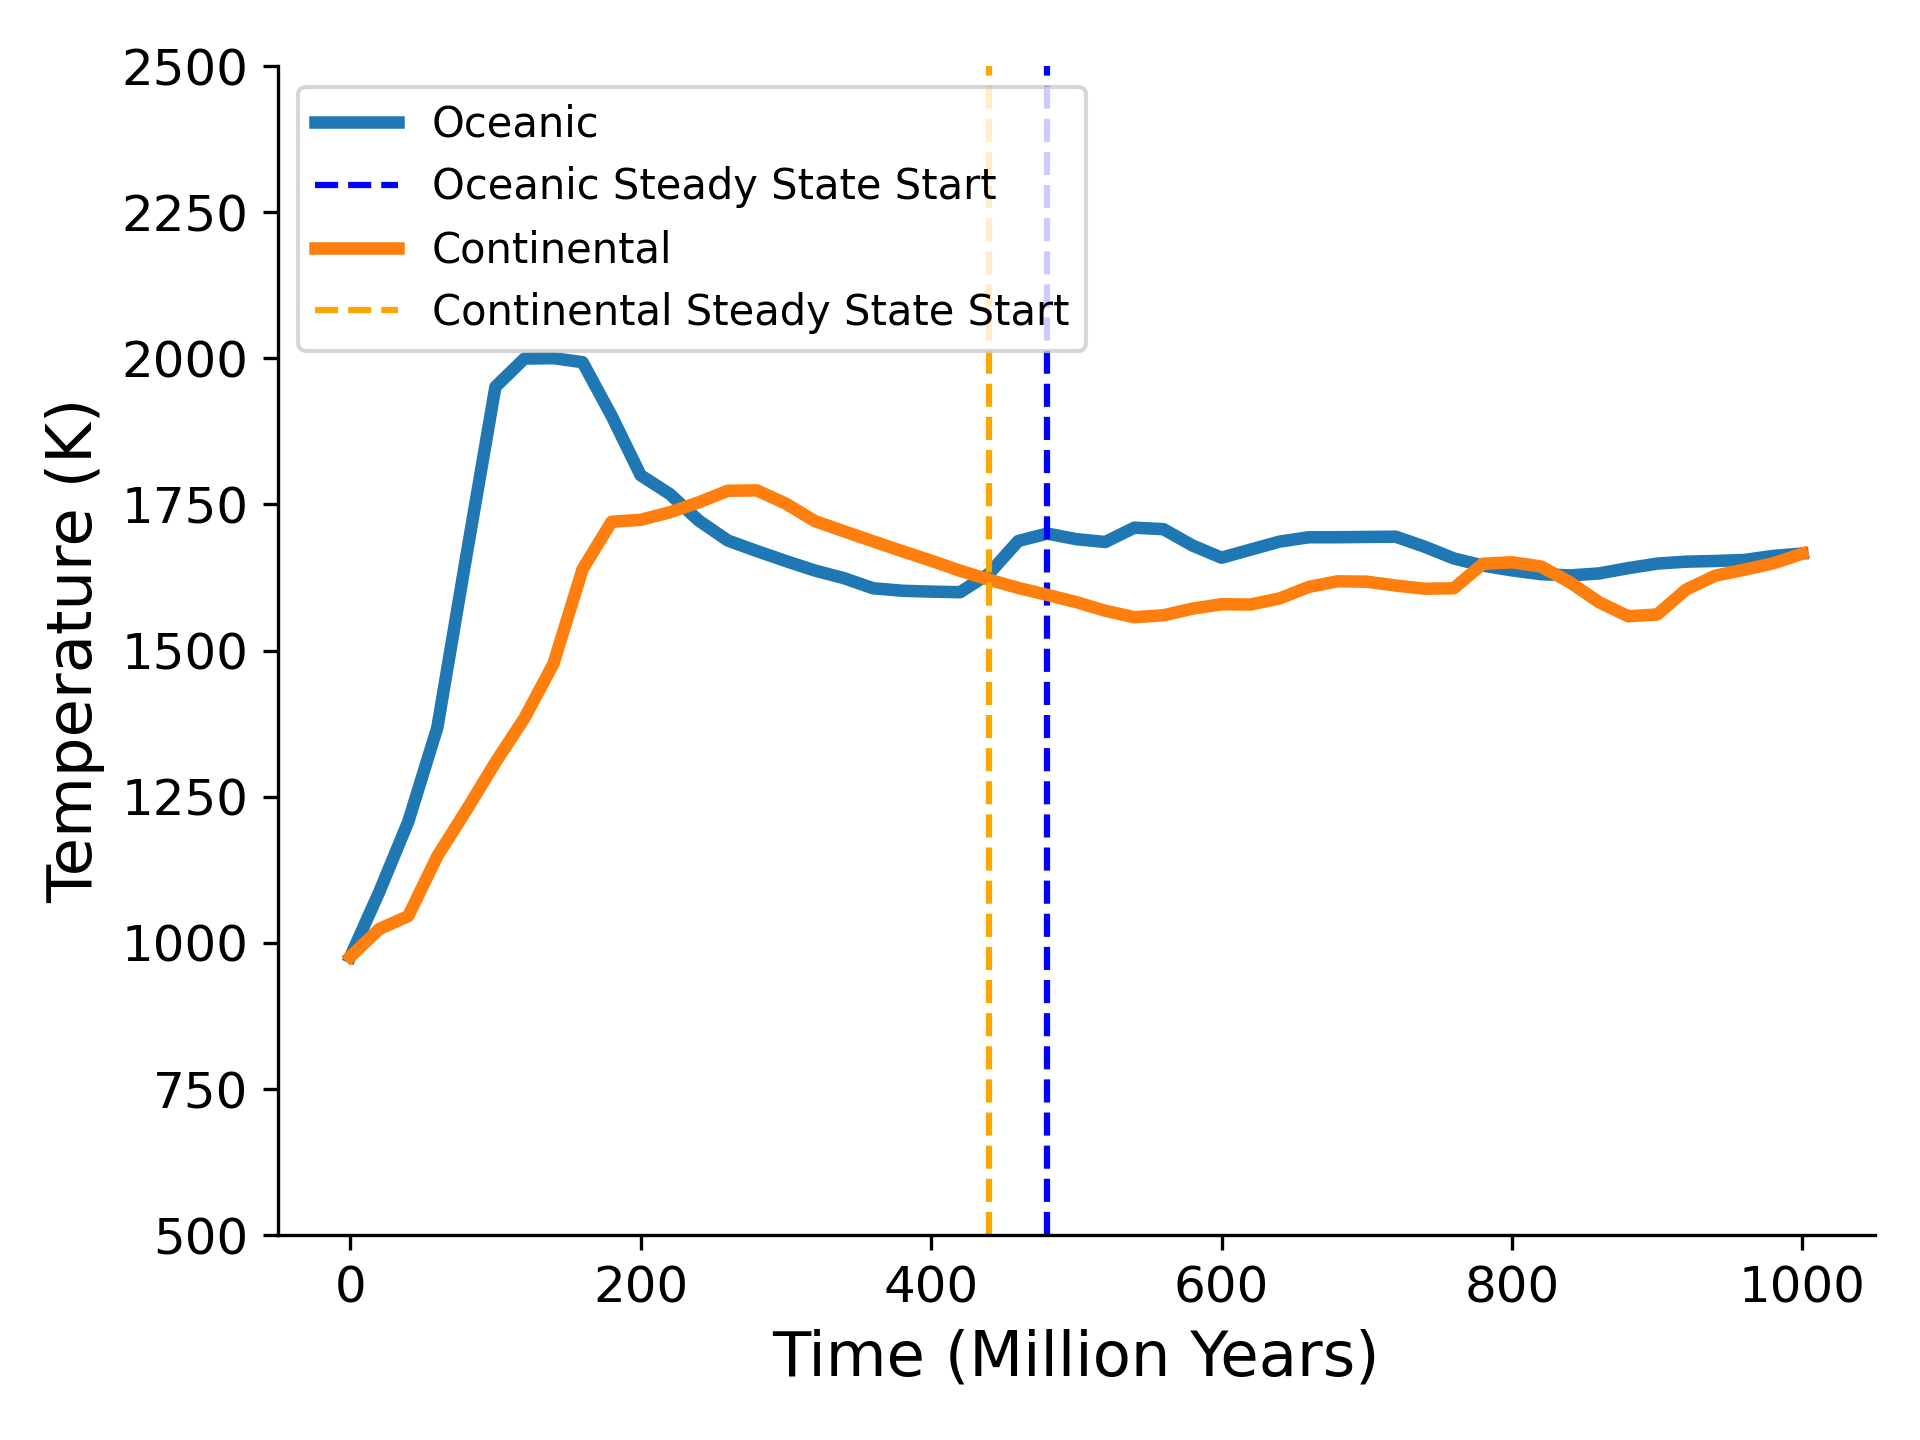 2500
2250
2000
1750
1500
1250
1000
750
500
Temperature (K)
Oceanic
Oceanic Steady State Start
Continental
Continental Steady State Start
0 200 400 600 800 1000
Time (Million Years)